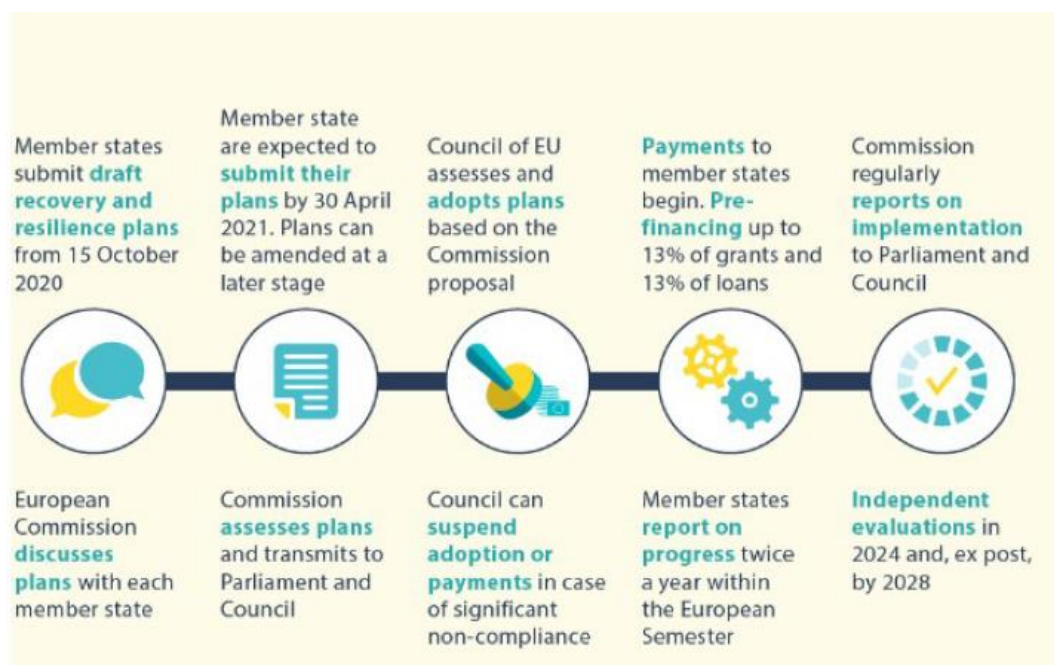 Member states
submit draft
recovery and
resilience plans
from 15 October
2020
Member state
are expected to
submit their
plans by 30 April
2021. Plans can
be amended at a
later stage
Council of EU
assesses and
adopts plans
based on the
Commission
proposal
Payments to
member states
begin. Pre-
financing up to
13% of grants and
13% of loans
Commission
regularly
reports on
implementation
to Parliament and
Council
European
Commission
discusses
plans with each
member state
Commission
assesses plans
and transmits to
Parliament and
Council
Council can
suspend
adoption or
payments in case
of significant
non-compliance
Member states
report on
progress twice
a year within
the European
Semester
Independent
evaluations in
2024 and, ex post,
by 2028